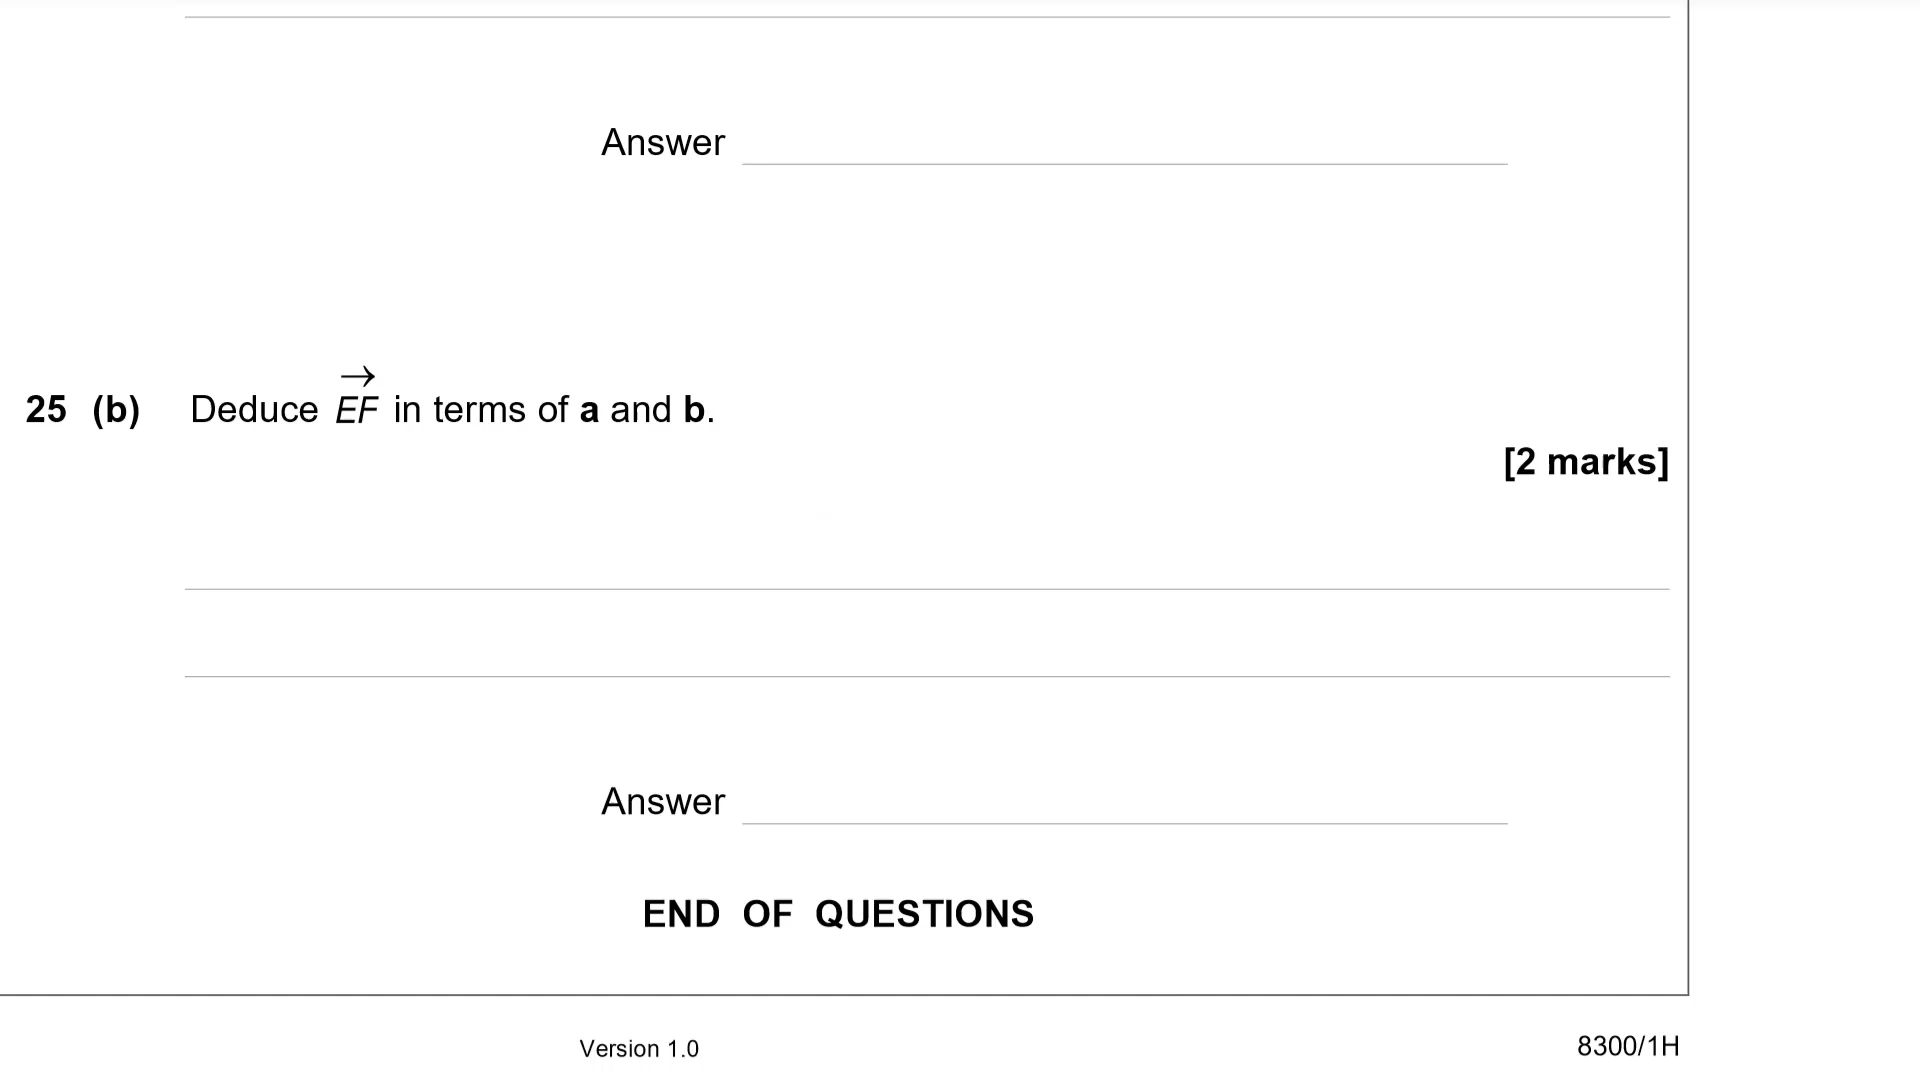 Answer
→
25 (b) Deduce EF in terms of a and b.
[2 marks]
Answer
END OF QUESTIONS
Version 1.0
8300/1H